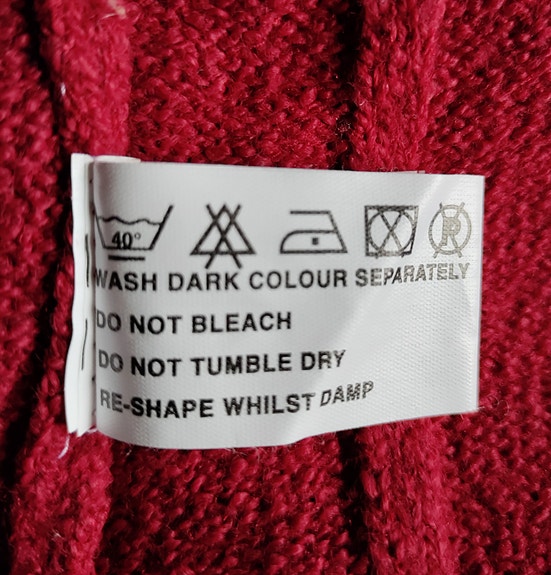 40° P
WASH DARK COLOUR SEPARATELY
DO NOT BLEACH
DO NOT TUMBLE DRY
RE-SHAPE WHILST DAMP